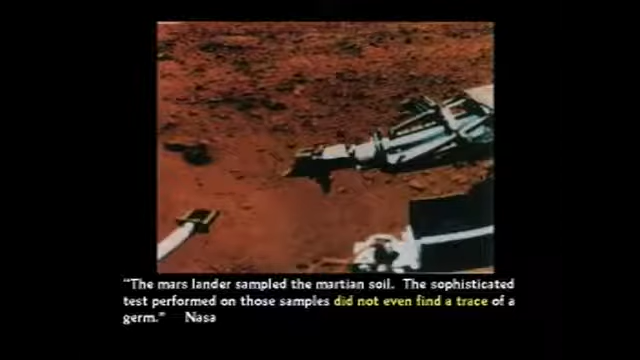 "The mars lander sampled the martian soil.  The sophisticated
test performed on those samples did not even find a trace of a
germ."    Nasa